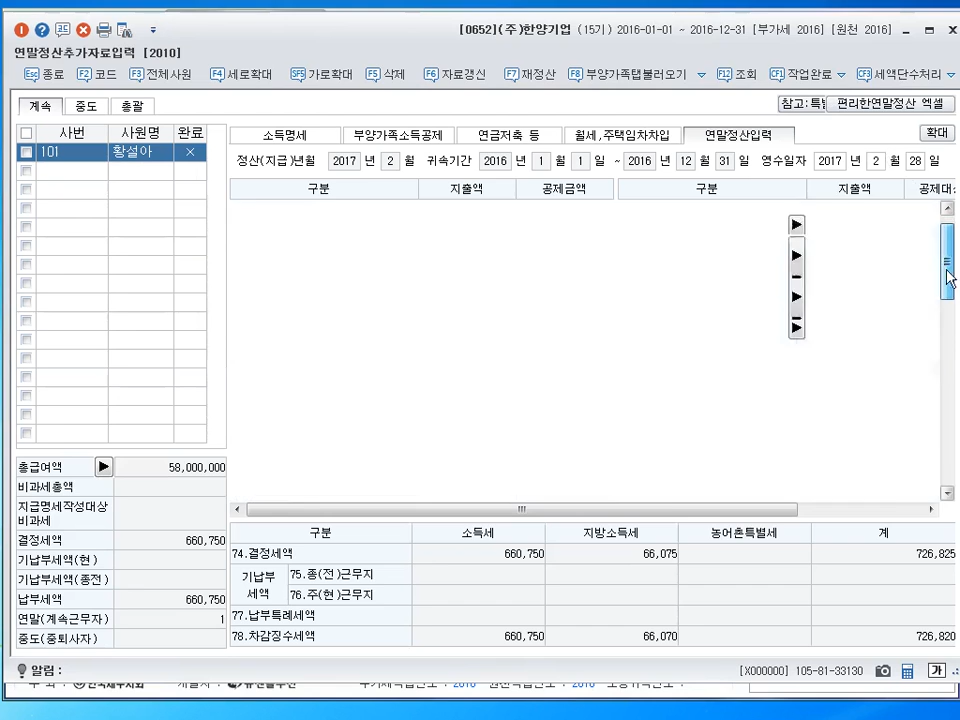 [0652](주)한양기업 (15기) 2016-01-01 ~ 2016-12-31 [부가세 2016] [원천 2016]
연말정산추가자료입력 [2010]
Esc 종료 F2 코드 F3 전체사원 F4 세로확대 SF5 가로확대 F5 삭제 F6 자료갱신 F7 재정산 F8 부양가족탭불러오기 F12 조회 CF1 작업완료 CF3 세액단수처리
계속 중도 총괄 참고:특 편리한연말정산 엑셀
사번 사원명 완료
101 황설아 ×
소득명세 부양가족소득공제 연금저축 등 월세,주택임차차입 연말정산입력 확대
정산(지급)년월 2017 년 2 월 귀속기간 2016 년 1 월 1 일 ~ 2016 년 12 월 31 일 영수일자 2017 년 2 월 28 일
구분 지출액 공제금액 구분 지출액 공제대상
총급여액 58,000,000
비과세총액
지급명세작성대상
비과세
결정세액 660,750
기납부세액(현)
기납부세액(종전)
납부세액 660,750
연말(계속근무자) 1
중도(중퇴사자)
구분 소득세 지방소득세 농어촌특별세 계
74.결정세액 660,750 66,075 726,825
기납부
세액
75.종(전)근무지
76.주(현)근무지
77.납부특례세액
78.차감징수세액 660,750 66,070 726,820
알림 : [X000000] 105-81-33130 가